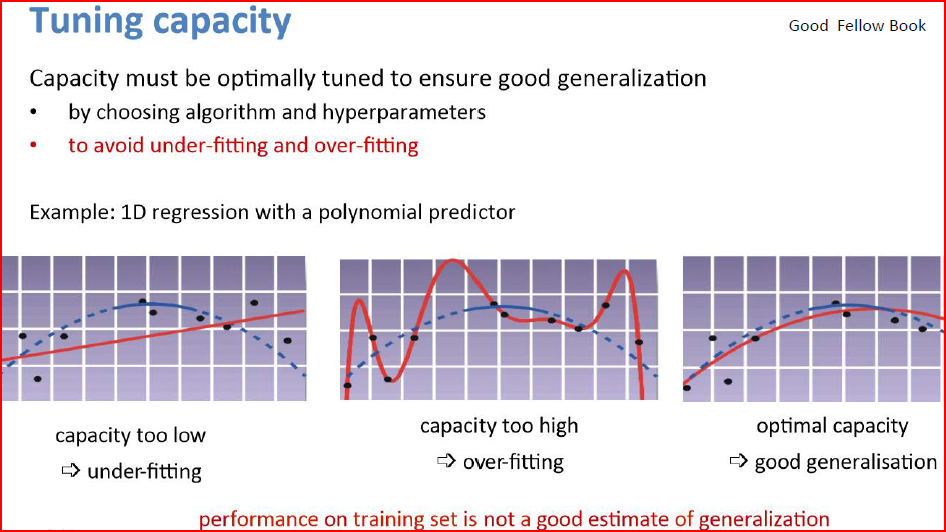 Tuning capacity
Good Fellow Book
Capacity must be optimally tuned to ensure good generalization
• by choosing algorithm and hyperparameters
• to avoid under-fitting and over-fitting
Example: 1D regression with a polynomial predictor
capacity too low
⇨ under-fitting
capacity too high
⇨ over-fitting
optimal capacity
⇨ good generalisation
performance on training set is not a good estimate of generalization